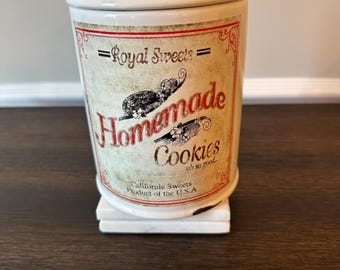 Royal Sweets
Homemade
Cookies
oh so good...
California Sweets
Product of the U.S.A